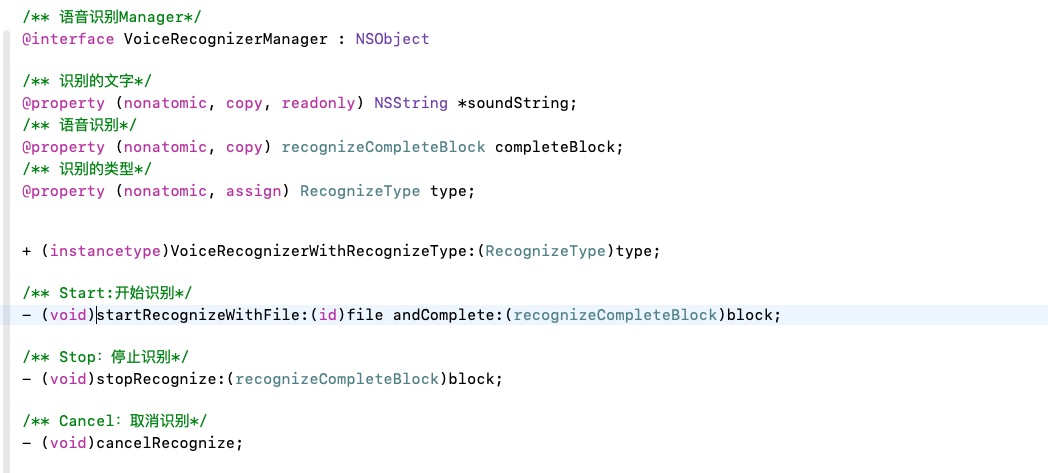 /** 语音识别Manager*/
@interface VoiceRecognizerManager : NSObject
/** 识别的文字*/
@property (nonatomic, copy, readonly) NSString *soundString;
/** 语音识别*/
@property (nonatomic, copy) recognizeCompleteBlock completeBlock;
/** 识别的类型*/
@property (nonatomic, assign) RecognizeType type;
+ (instancetype)VoiceRecognizerWithRecognizeType:(RecognizeType)type;
/** Start:开始识别*/
- (void)startRecognizeWithFile:(id)file andComplete:(recognizeCompleteBlock)block;
/** Stop：停止识别*/
- (void)stopRecognize:(recognizeCompleteBlock)block;
/** Cancel：取消识别*/
- (void)cancelRecognize;